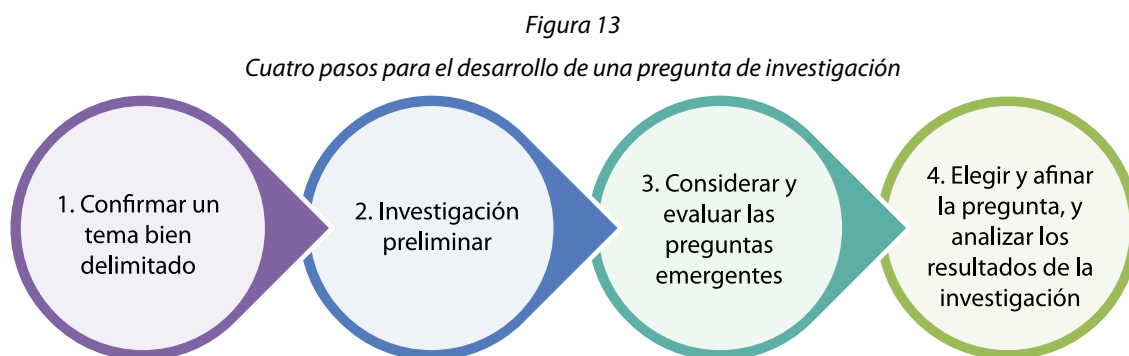 Figura 13
Cuatro pasos para el desarrollo de una pregunta de investigación
1. Confirmar un
tema bien
delimitado
2. Investigación
preliminar
3. Considerar y
evaluar las
preguntas
emergentes
4. Elegir y afinar
la pregunta, y
analizar los
resultados de la
investigación